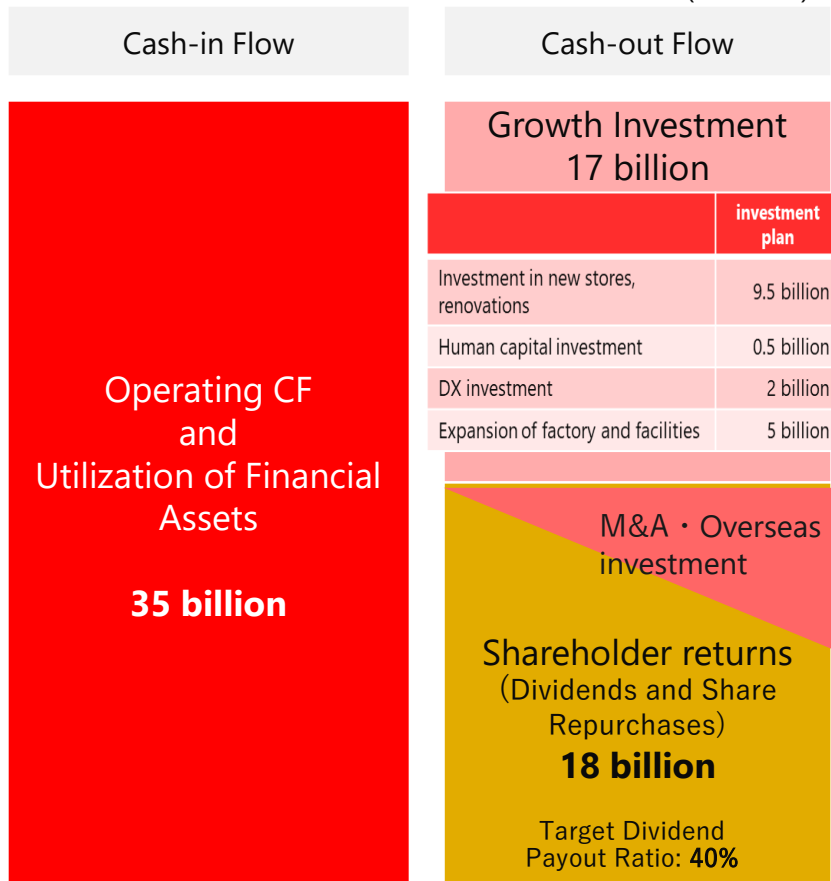 Cash-in Flow
Cash-out Flow
Operating CF
and
Utilization of Financial
Assets
35 billion
Growth Investment
17 billion
investment
plan
Investment in new stores,
renovations
9.5 billion
Human capital investment
0.5 billion
DX investment
2 billion
Expansion of factory and facilities
5 billion
M&A・Overseas
investment
Shareholder returns
（Dividends and Share
Repurchases）
18 billion
Target Dividend
Payout Ratio: 40%